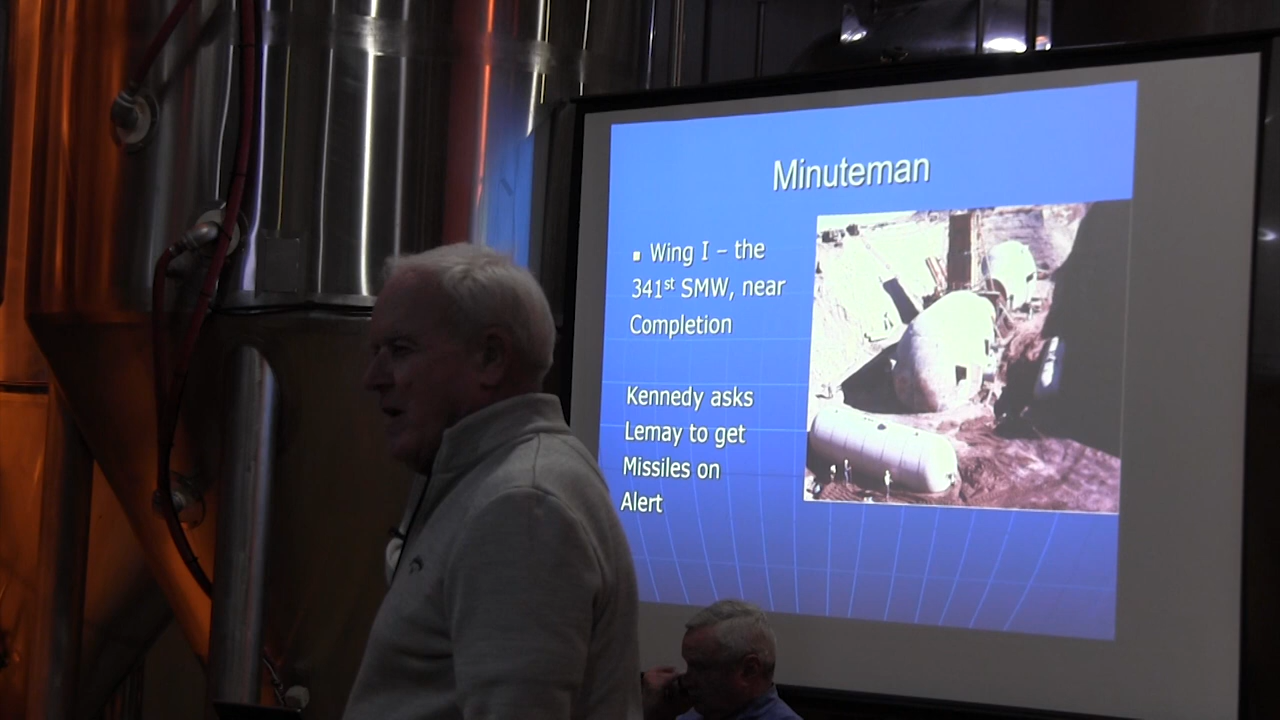 Minuteman
▪ Wing I – the
341st SMW, near
Completion
Kennedy asks
Lemay to get
Missiles on
Alert